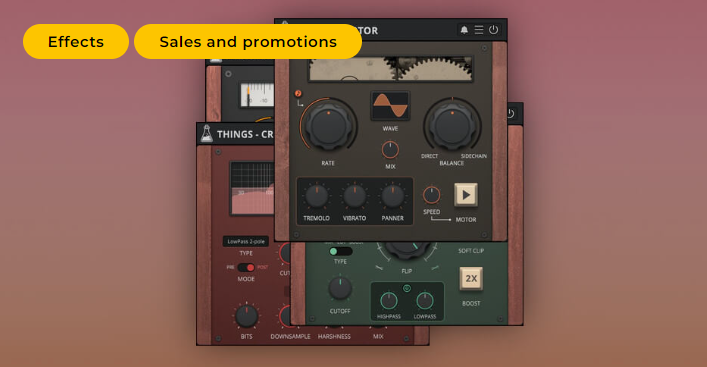 Effects
Sales and promotions
TOR
THINGS - CR
WAVE
RATE
MIX
DIRECT
SIDECHAIN
BALANCE
TREMOLO
VIBRATO
PANNER
SPEED
MOTOR
LowPass 2-pole
TYPE
PRE
POST
MODE
CUT
TYPE
FLIP
SOFT CLIP
2X
BOOST
CUTOFF
HIGHPASS
LOWPASS
BITS
DOWNSAMPLE
HARSHNESS
MIX